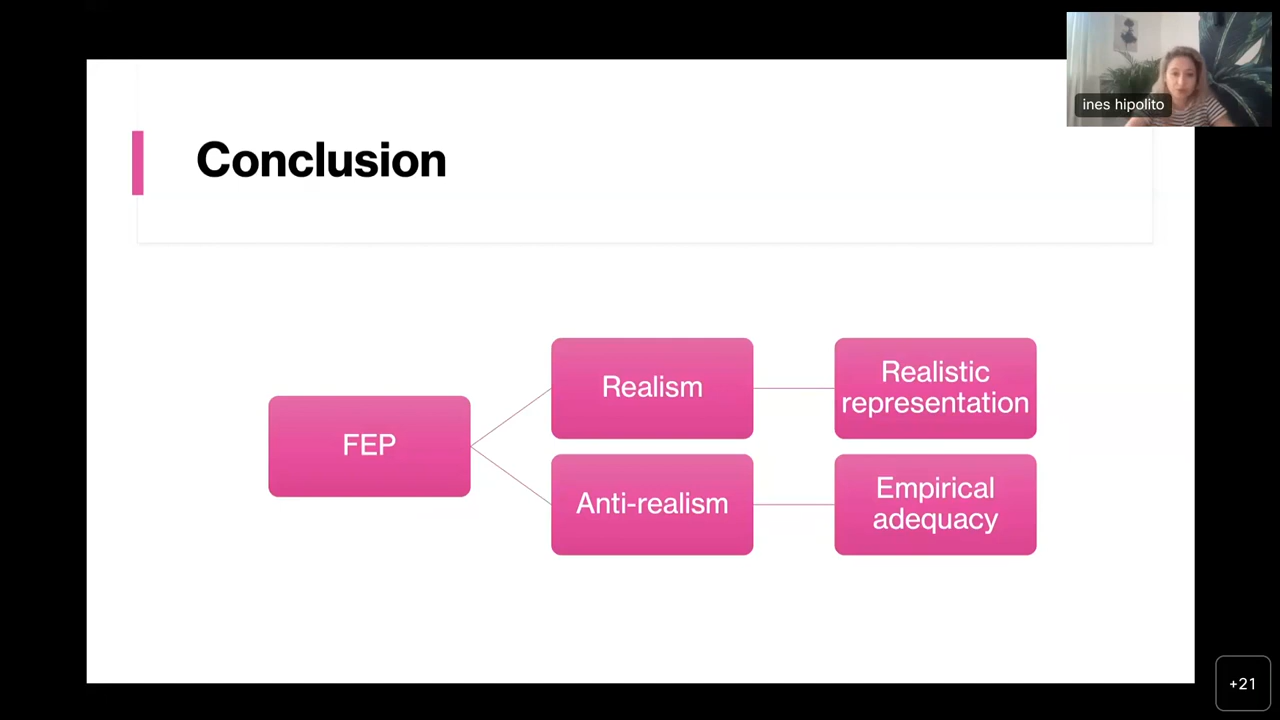 ines hipolito
Conclusion
FEP
Realism
Realistic
representation
Anti-realism
Empirical
adequacy
+21